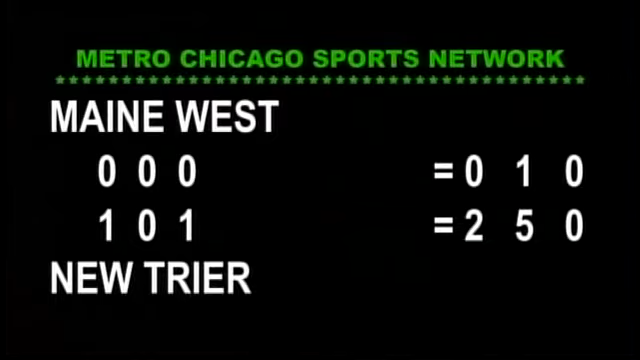 METRO CHICAGO SPORTS NETWORK
MAINE WEST
0 0 0 =0 1 0
1 0 1 =2 5 0
NEW TRIER